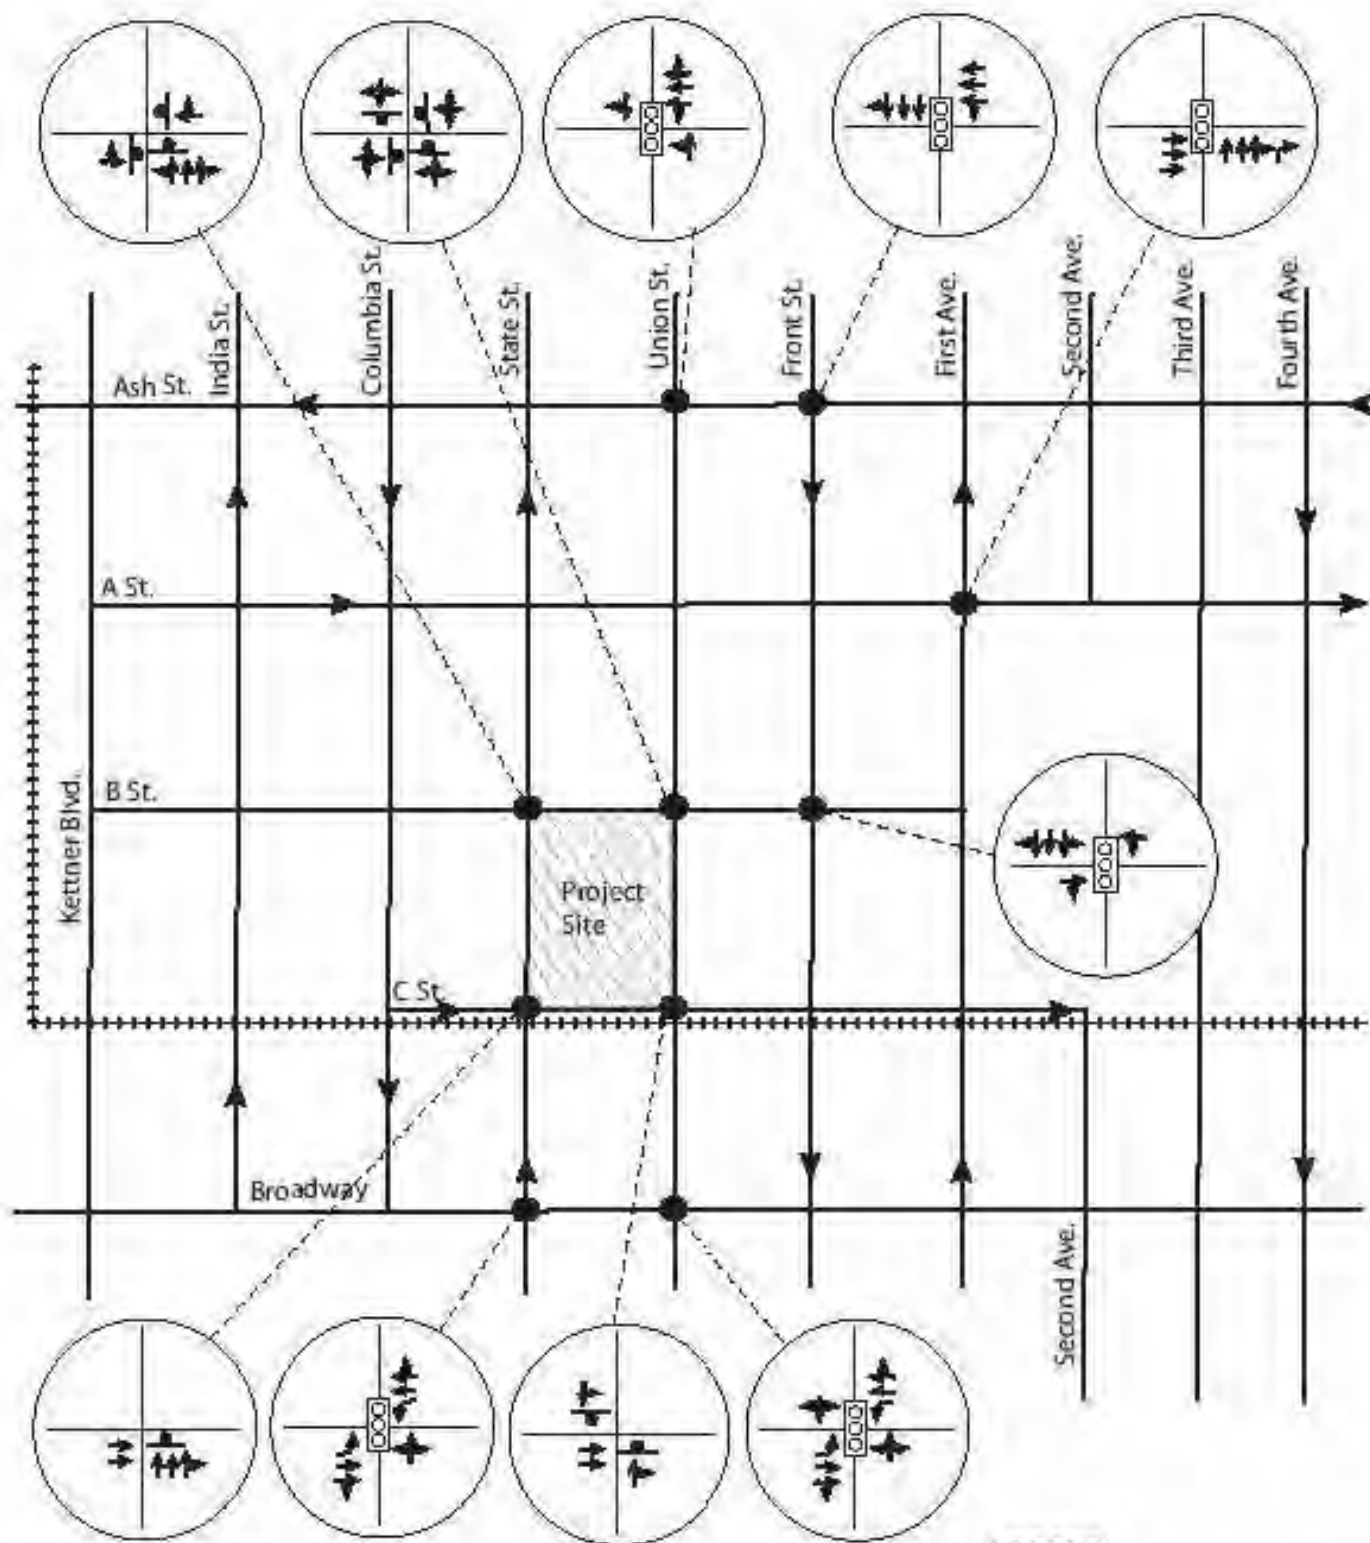 India St.
Columbia St.
State St.
Union St.
Front St.
First Ave.
Second Ave.
Third Ave.
Fourth Ave.
Ash St.
A St.
B St.
Kettner Blvd.
Project
Site
C St.
Broadway
Second Ave.